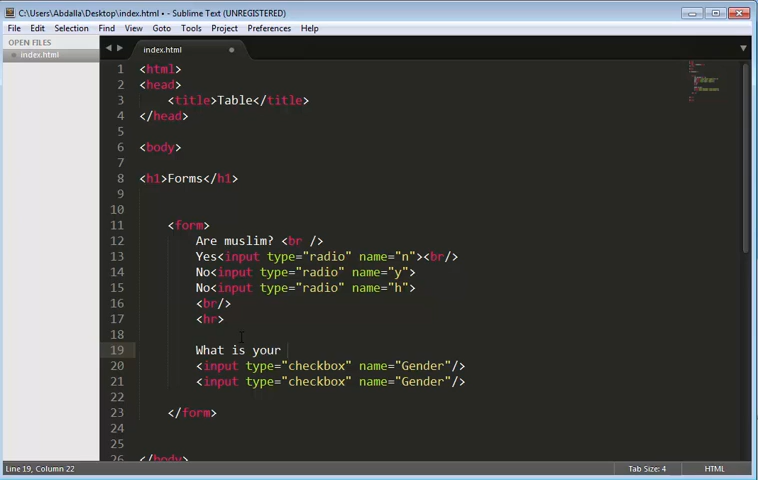 C:\Users\Abdalla\Desktop\index.html • - Sublime Text (UNREGISTERED)
File Edit Selection Find View Goto Tools Project Preferences Help
OPEN FILES
index.html
index.html
1 <html>
2 <head>
3 <title>Table</title>
4 </head>
5
6 <body>
7
8 <h1>Forms</h1>
9
10
11 <form>
12 Are muslim? <br />
13 Yes<input type="radio" name="n"><br/>
14 No<input type="radio" name="y">
15 No<input type="radio" name="h">
16 <br/>
17 <hr>
18
19 What is your
20 <input type="checkbox" name="Gender"/>
21 <input type="checkbox" name="Gender"/>
22
23 </form>
24
25
26 </body>
Line 19, Column 22
Tab Size: 4
HTML